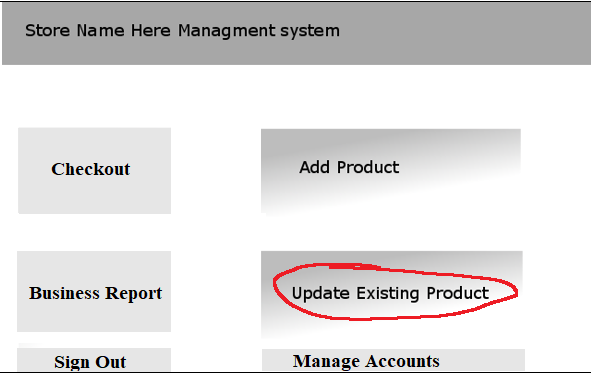 Store Name Here Managment system
Checkout
Add Product
Business Report
Update Existing Product
Sign Out
Manage Accounts